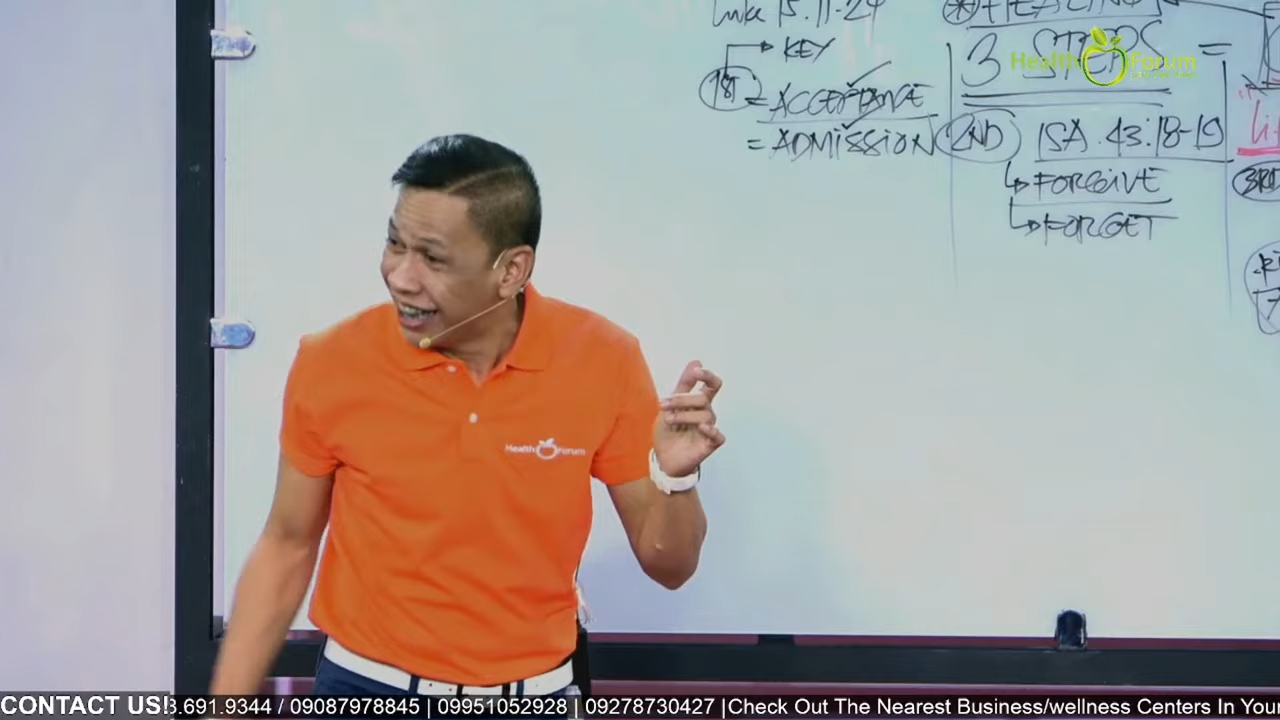 Luke 15:11-24
KEY
1ST = ACCEPTANCE
= ADMISSION
HEALING
3 STEPS =
2ND ISA. 43:18-19
FORGIVE
FORGET
3RD
Health Forum
Health Forum
CONTACT US! 3.691.9344 / 09087978845 | 09951052928 | 09278730427 |Check Out The Nearest Business/wellness Centers In Your